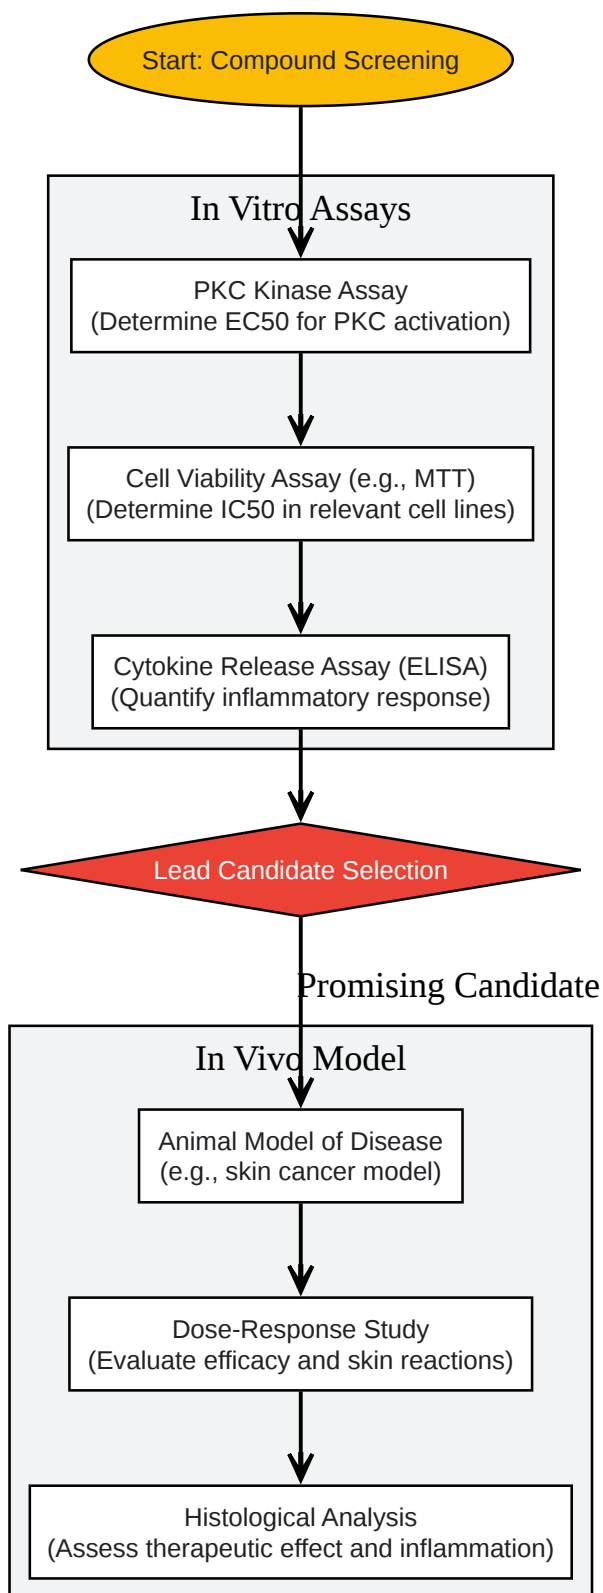 Start: Compound Screening
In Vitro Assays
PKC Kinase Assay
(Determine EC50 for PKC activation)
Cell Viability Assay (e.g., MTT)
(Determine IC50 in relevant cell lines)
Cytokine Release Assay (ELISA)
(Quantify inflammatory response)
Lead Candidate Selection
Promising Candidate
In Vivo Model
Animal Model of Disease
(e.g., skin cancer model)
Dose-Response Study
(Evaluate efficacy and skin reactions)
Histological Analysis
(Assess therapeutic effect and inflammation)